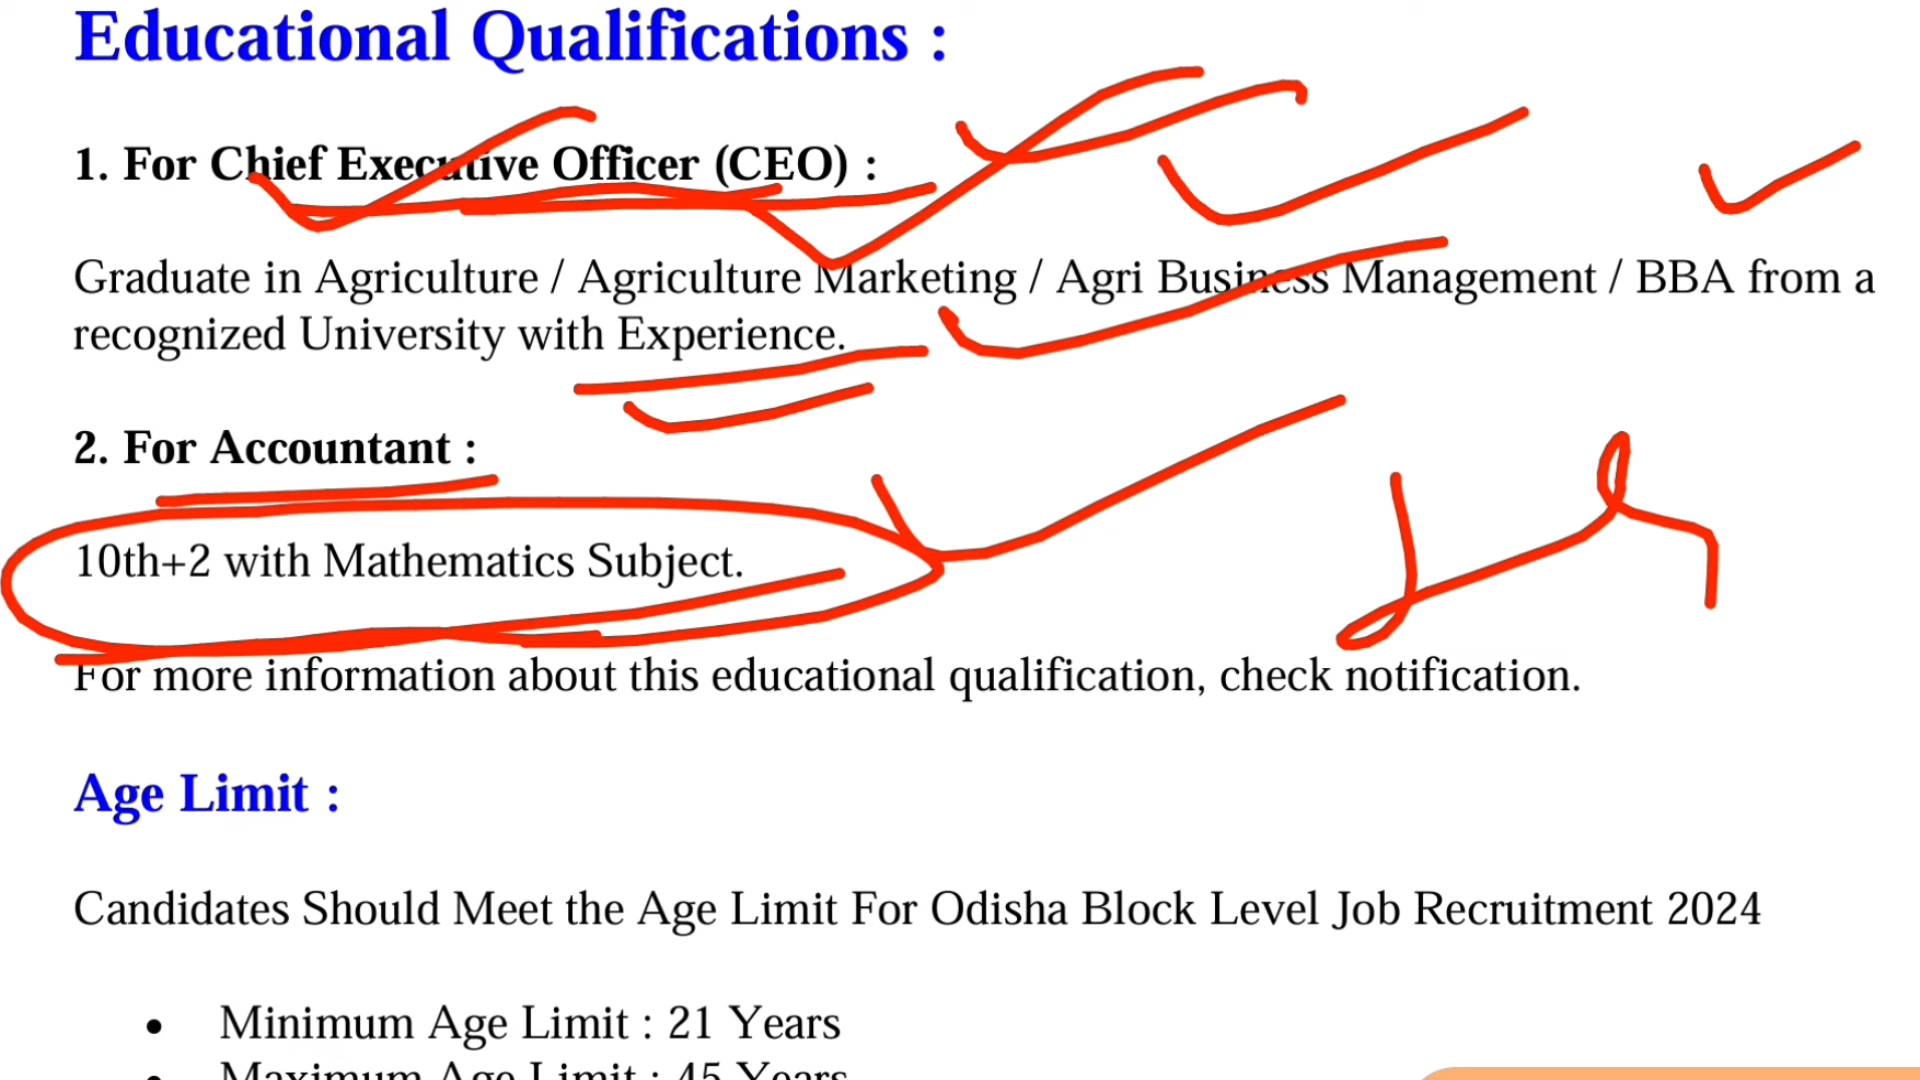 Educational Qualifications :
1. For Chief Executive Officer (CEO) :
Graduate in Agriculture / Agriculture Marketing / Agri Business Management / BBA from a
recognized University with Experience.
2. For Accountant :
10th+2 with Mathematics Subject.
For more information about this educational qualification, check notification.
Age Limit :
Candidates Should Meet the Age Limit For Odisha Block Level Job Recruitment 2024
• Minimum Age Limit : 21 Years
• Maximum Age Limit : 45 Years